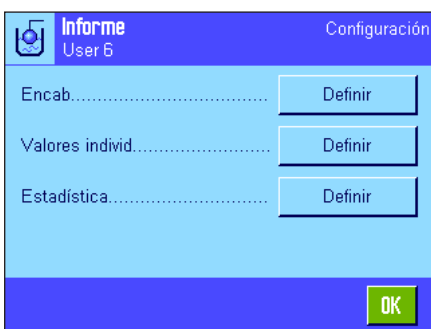 Informe
Configuración
User 6
Encab.................................... Definir
Valores individ......................... Definir
Estadística.............................. Definir
OK